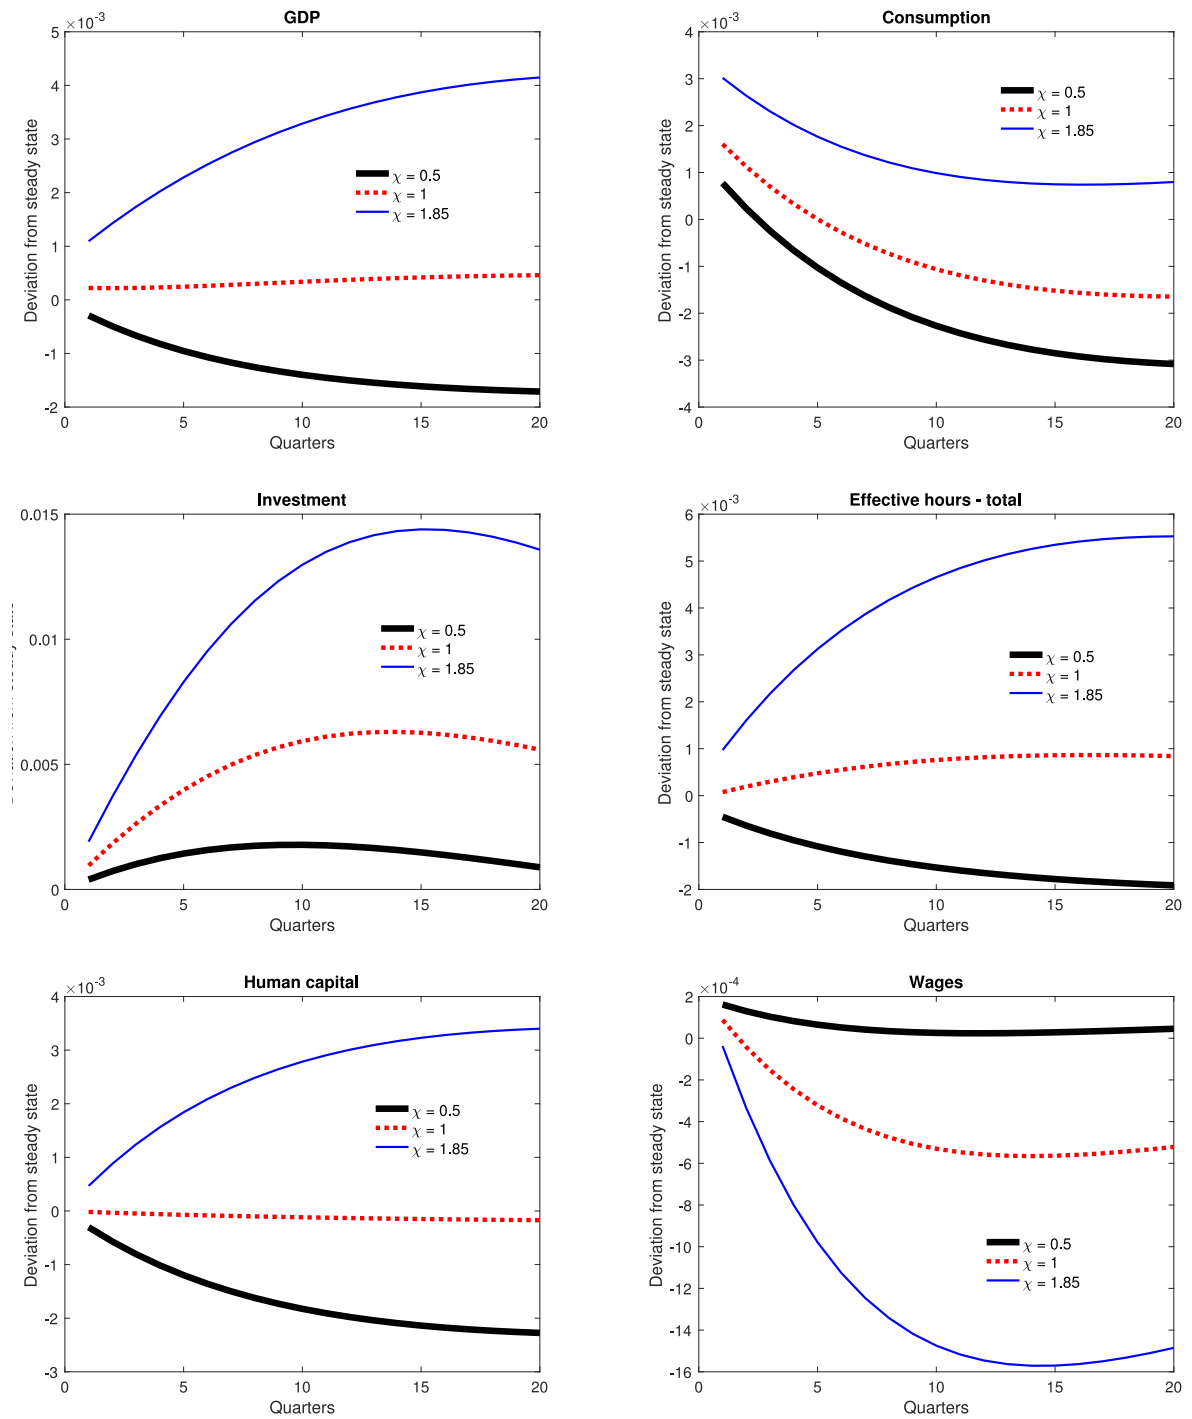 GDP
×10⁻³
Deviation from steady state
5
4
3
2
1
0
-1
-2
0 5 10 15 20
Quarters
χ = 0.5
χ = 1
χ = 1.85
Consumption
×10⁻³
Deviation from steady state
4
3
2
1
0
-1
-2
-3
-4
0 5 10 15 20
Quarters
χ = 0.5
χ = 1
χ = 1.85
Investment
0.015
0.01
0.005
0
0 5 10 15 20
Quarters
χ = 0.5
χ = 1
χ = 1.85
Effective hours - total
×10⁻³
Deviation from steady state
6
5
4
3
2
1
0
-1
-2
0 5 10 15 20
Quarters
χ = 0.5
χ = 1
χ = 1.85
Human capital
×10⁻³
Deviation from steady state
4
3
2
1
0
-1
-2
-3
0 5 10 15 20
Quarters
χ = 0.5
χ = 1
χ = 1.85
Wages
×10⁻⁴
Deviation from steady state
2
0
-2
-4
-6
-8
-10
-12
-14
-16
0 5 10 15 20
Quarters
χ = 0.5
χ = 1
χ = 1.85